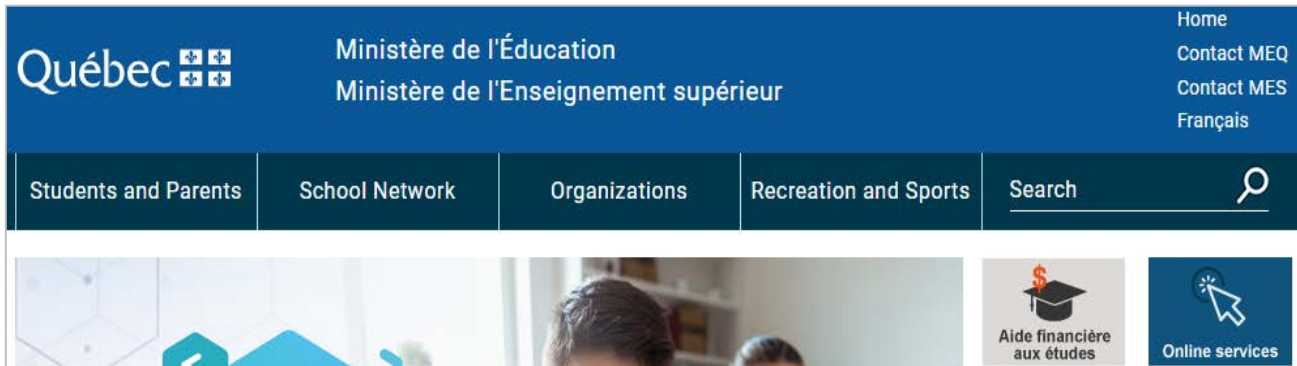 Québec
Ministère de l'Éducation
Ministère de l'Enseignement supérieur
Home
Contact MEQ
Contact MES
Français
Students and Parents
School Network
Organizations
Recreation and Sports
Search
$
Aide financière
aux études
Online services